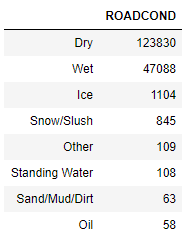 ROADCOND
Dry 123830
Wet 47088
Ice 1104
Snow/Slush 845
Other 109
Standing Water 108
Sand/Mud/Dirt 63
Oil 58